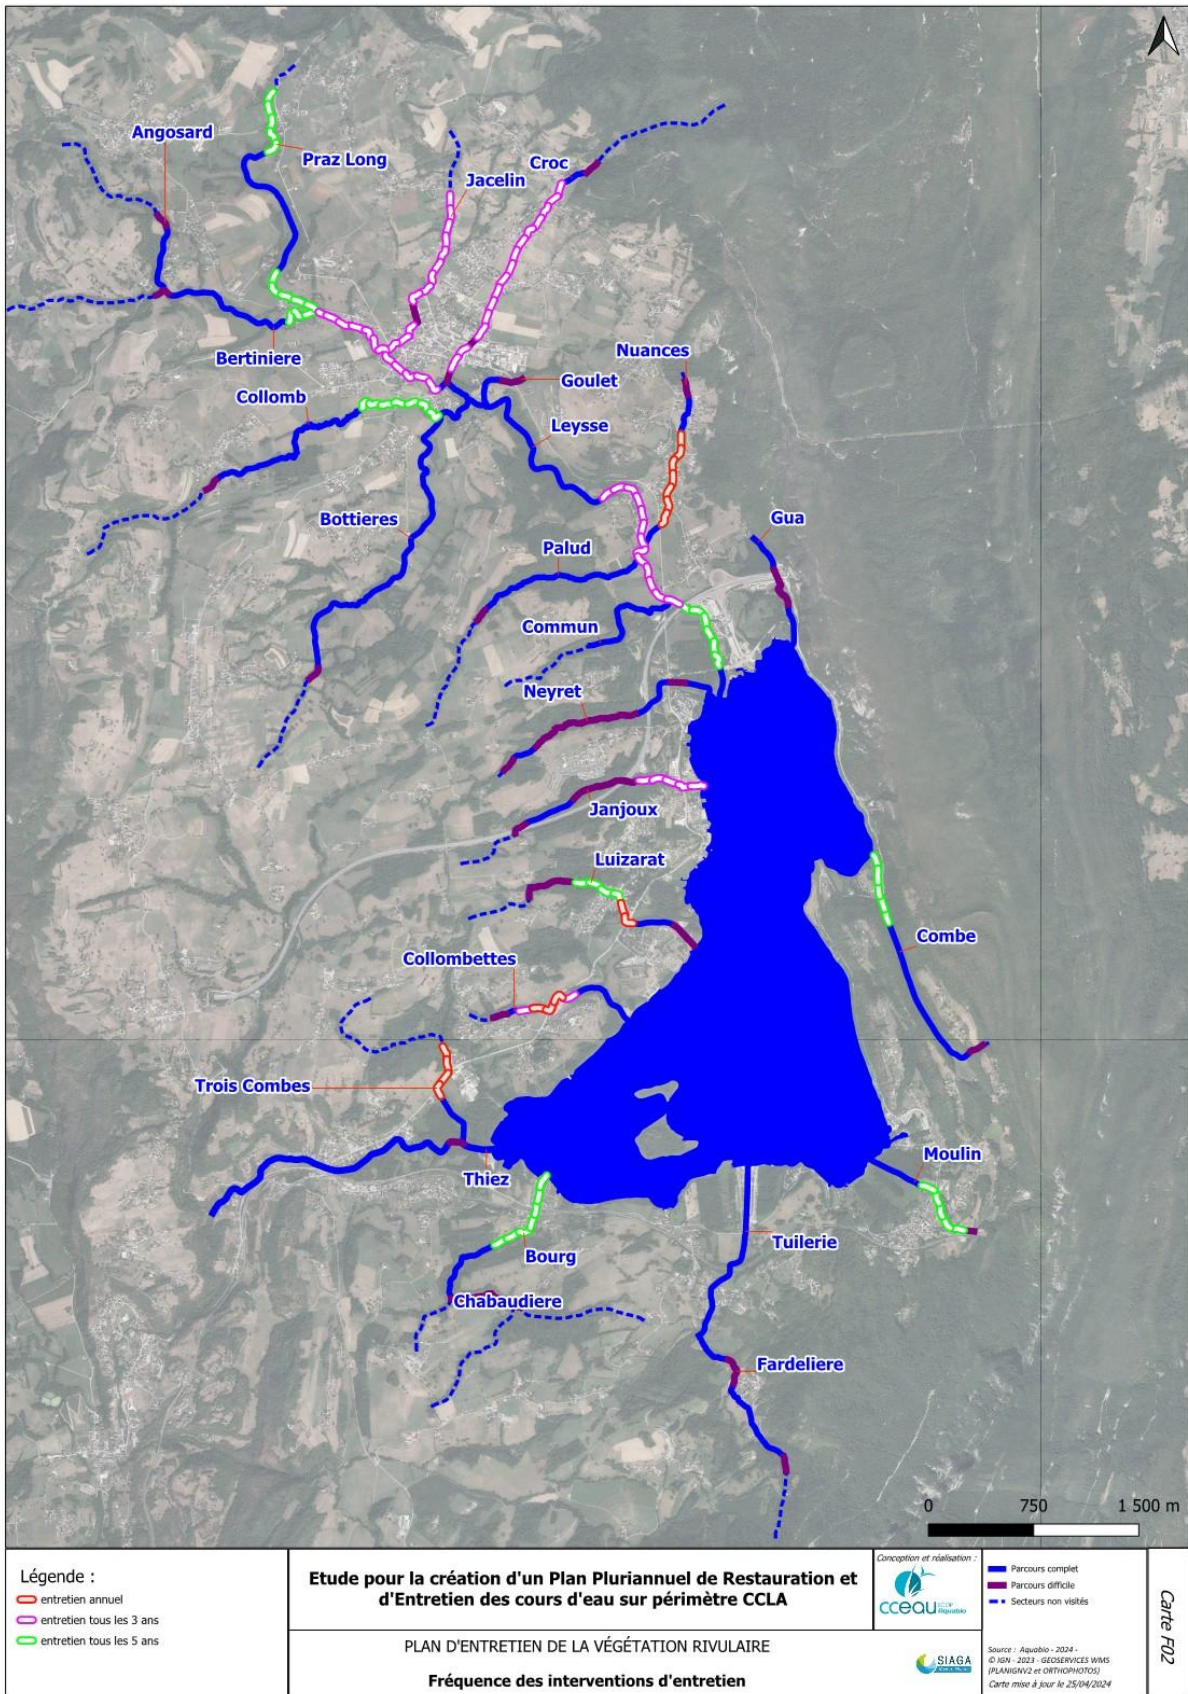 Angosard
Praz Long
Croc
Jacelin
Bertiniere
Nuances
Goulet
Collomb
Leysse
Bottieres
Gua
Palud
Commun
Neyret
Janjoux
Luizarat
Combe
Collombettes
Trois Combes
Moulin
Thiez
Tuilerie
Bourg
Chabaudiere
Fardeliere
0 750 1 500 m
Légende :
entretien annuel
entretien tous les 3 ans
entretien tous les 5 ans
Etude pour la création d'un Plan Pluriannuel de Restauration et
d'Entretien des cours d'eau sur périmètre CCLA
PLAN D'ENTRETIEN DE LA VÉGÉTATION RIVULAIRE
Fréquence des interventions d'entretien
Conception et réalisation :
cceau
SCOP
Aquabio
SIAGA
Parcours complet
Parcours difficile
Secteurs non visités
Source : Aquabio - 2024 -
© IGN - 2023 - GEOSERVICES WMS
(PLANIGNV2 et ORTHOPHOTOS)
Carte mise à jour le 25/04/2024
Carte F02